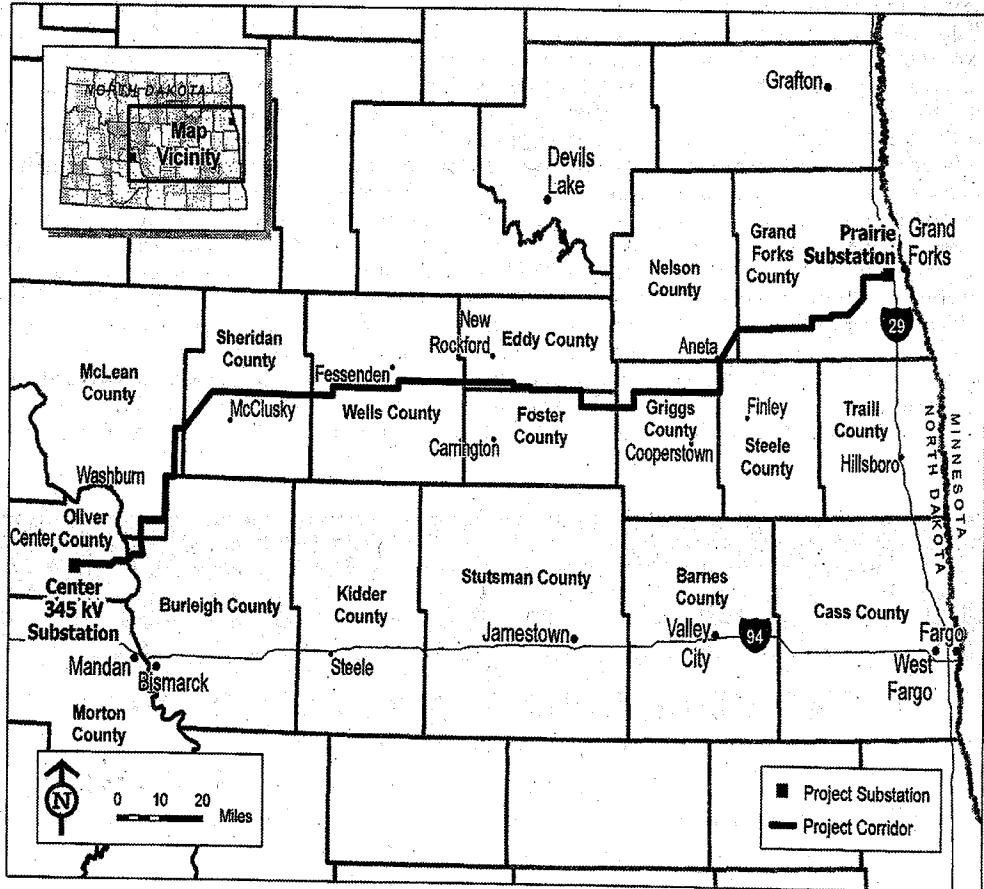 NORTH DAKOTA
Map
Vicinity
Grafton
Devils
Lake
Grand
Forks
County
Prairie
Substation
Grand
Forks
Nelson
County
29
New
Rockford
Eddy County
Sheridan
County
Aneta
McLean
County
Fessenden
McClusky
Wells County
Foster
County
Griggs
County
Cooperstown
Finley
Steele
County
Traill
County
Hillsboro
Carrington
NORTH DAKOTA
MINNESOTA
Washburn
Oliver
County
Center
Center
345 kV
Substation
Burleigh County
Kidder
County
Stutsman County
Barnes
County
Cass County
Jamestown
Valley
City
94
Fargo
West
Fargo
Mandan
Bismarck
Steele
Morton
County
N
0 10 20
Miles
Project Substation
Project Corridor